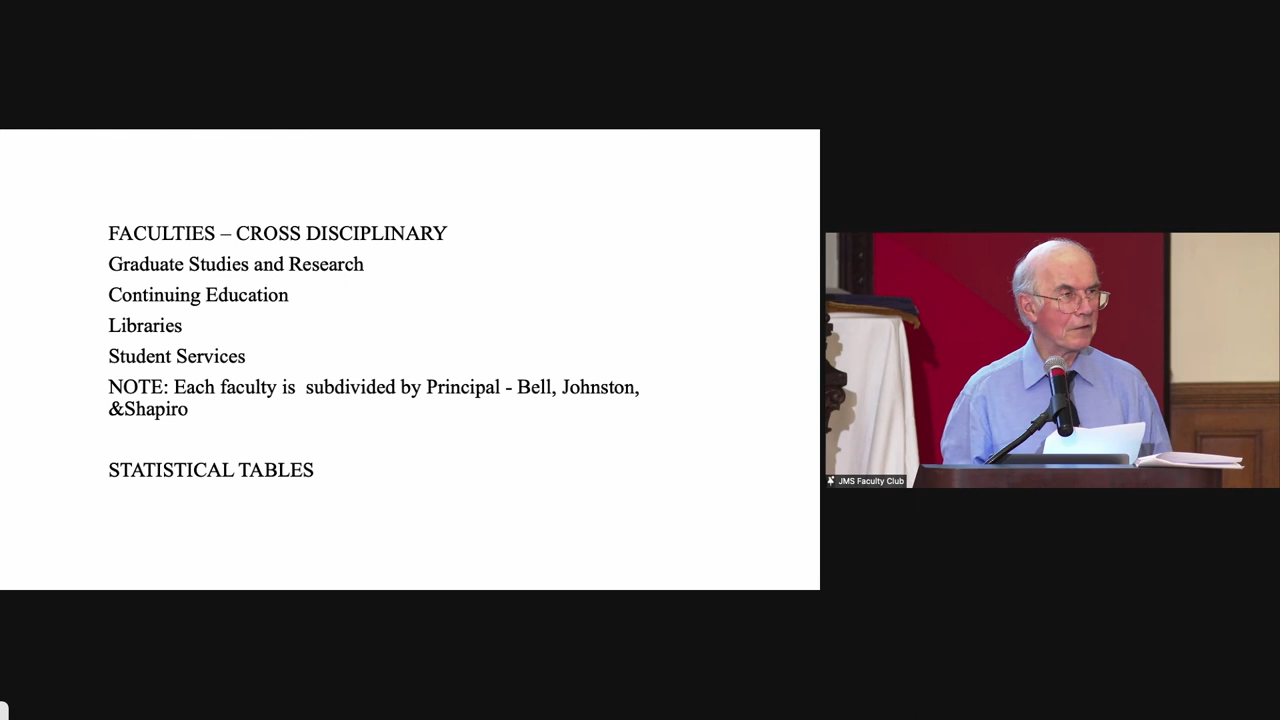 FACULTIES – CROSS DISCIPLINARY
Graduate Studies and Research
Continuing Education
Libraries
Student Services
NOTE: Each faculty is  subdivided by Principal - Bell, Johnston,
&Shapiro
STATISTICAL TABLES
JMS Faculty Club